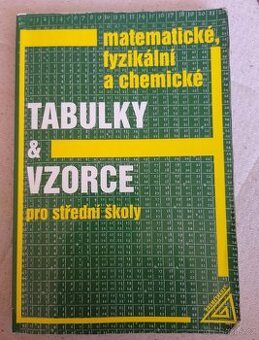 matematické,
fyzikální
a chemické
TABULKY
&
VZORCE
pro střední školy